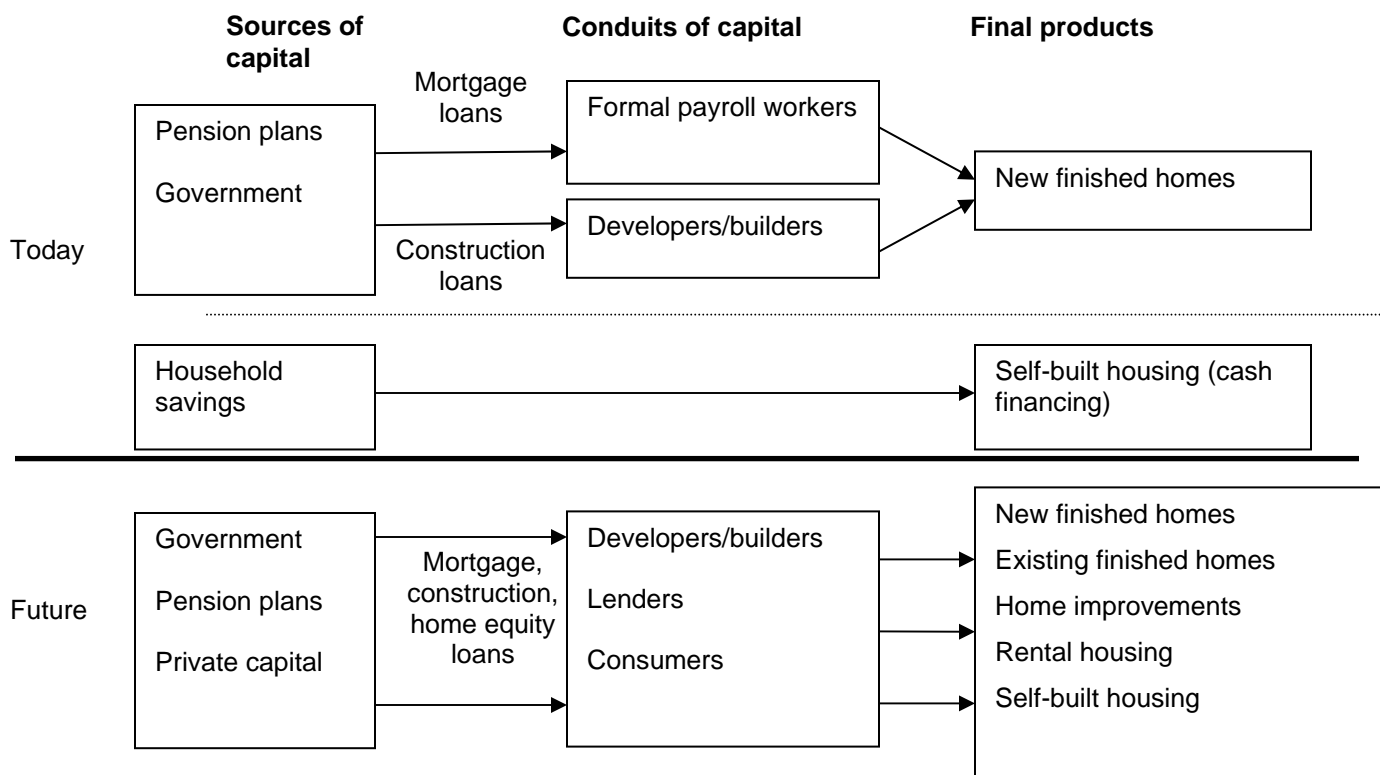 Sources of
capital
Conduits of capital
Final products
Today
Pension plans
Government
Mortgage
loans
Construction
loans
Formal payroll workers
Developers/builders
New finished homes
Household
savings
Self-built housing (cash
financing)
Future
Government
Pension plans
Private capital
Mortgage,
construction,
home equity
loans
Developers/builders
Lenders
Consumers
New finished homes
Existing finished homes
Home improvements
Rental housing
Self-built housing